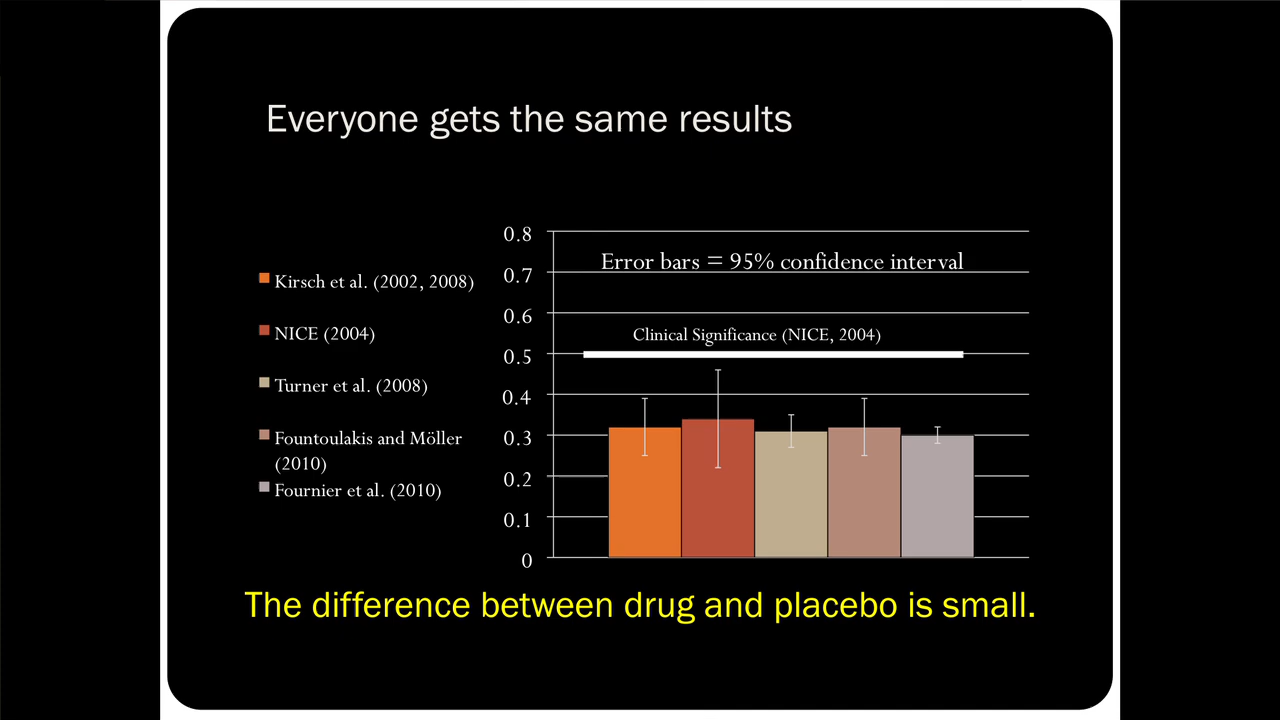 Everyone gets the same results
Kirsch et al. (2002, 2008)
NICE (2004)
Turner et al. (2008)
Fountoulakis and Möller
(2010)
Fournier et al. (2010)
0.8
0.7
0.6
0.5
0.4
0.3
0.2
0.1
0
Error bars = 95% confidence interval
Clinical Significance (NICE, 2004)
The difference between drug and placebo is small.